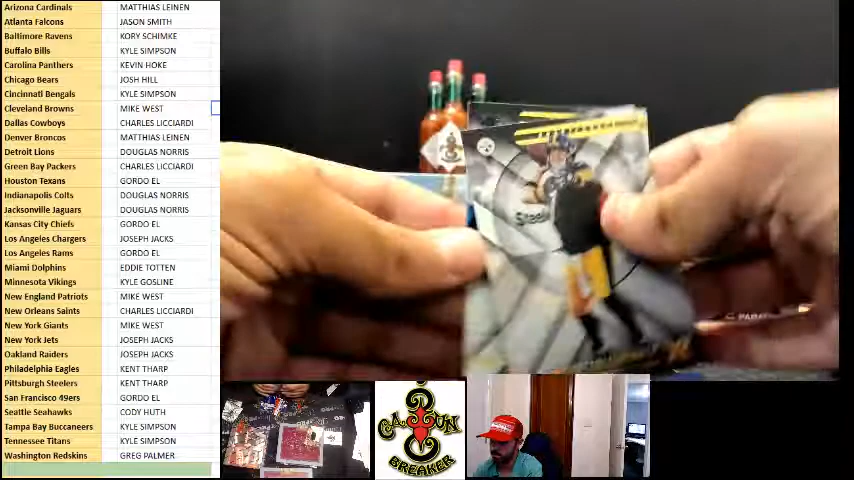 Arizona Cardinals MATTHIAS LEINEN
Atlanta Falcons JASON SMITH
Baltimore Ravens KORY SCHIMKE
Buffalo Bills KYLE SIMPSON
Carolina Panthers KEVIN HOKE
Chicago Bears JOSH HILL
Cincinnati Bengals KYLE SIMPSON
Cleveland Browns MIKE WEST
Dallas Cowboys CHARLES LICCIARDI
Denver Broncos MATTHIAS LEINEN
Detroit Lions DOUGLAS NORRIS
Green Bay Packers CHARLES LICCIARDI
Houston Texans GORDO EL
Indianapolis Colts DOUGLAS NORRIS
Jacksonville Jaguars DOUGLAS NORRIS
Kansas City Chiefs GORDO EL
Los Angeles Chargers JOSEPH JACKS
Los Angeles Rams GORDO EL
Miami Dolphins EDDIE TOTTEN
Minnesota Vikings KYLE GOSLINE
New England Patriots MIKE WEST
New Orleans Saints CHARLES LICCIARDI
New York Giants MIKE WEST
New York Jets JOSEPH JACKS
Oakland Raiders JOSEPH JACKS
Philadelphia Eagles KENT THARP
Pittsburgh Steelers KENT THARP
San Francisco 49ers GORDO EL
Seattle Seahawks CODY HUTH
Tampa Bay Buccaneers KYLE SIMPSON
Tennessee Titans KYLE SIMPSON
Washington Redskins GREG PALMER
CAJUN
BREAKER